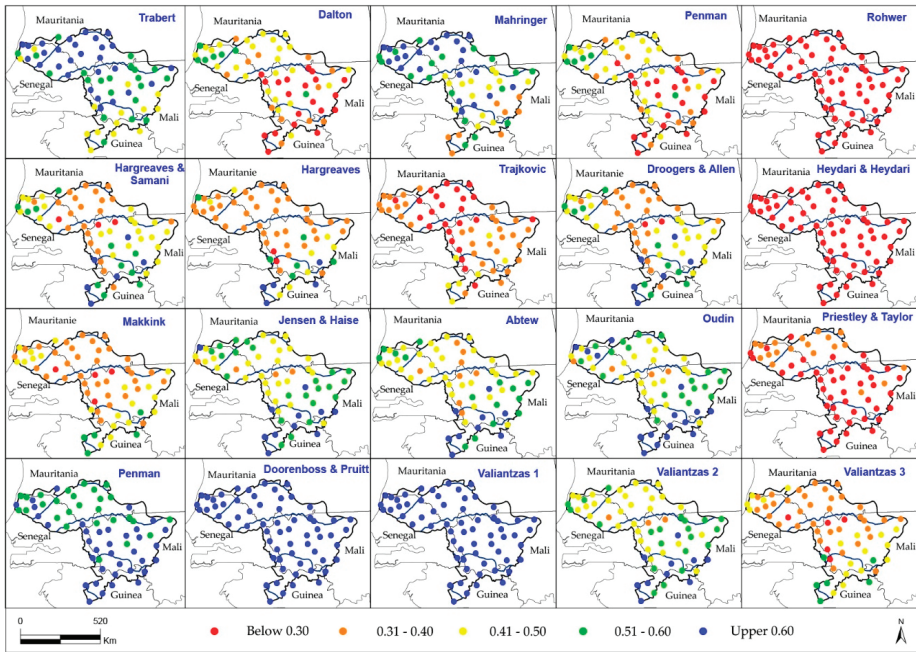 Mauritania Trabert
Senegal
Mali
Guinea
Mauritania Dalton
Senegal
Mali
Guinea
Mauritania Mahringer
Senegal
Mali
Guinea
Mauritania Penman
Senegal
Mali
Guinea
Mauritania Rohwer
Senegal
Mali
Guinea
Mauritania Hargreaves &
Samani
Senegal
Mali
Guinea
Mauritanie Hargreaves
Senegal
Mali
Guinea
Mauritania Trajkovic
Senegal
Mali
Guinea
Mauritania Droogers & Allen
Senegal
Mali
Guinea
Mauritania Heydari & Heydari
Senegal
Mali
Guinea
Mauritanie Makkink
Senegal
Mali
Guinea
Mauritania Jensen & Haise
Senegal
Mali
Guinea
Mauritania Abtew
Senegal
Mali
Guinea
Mauritania Oudin
Senegal
Mali
Guinea
Mauritania Priestley & Taylor
Senegal
Mali
Guinea
Mauritania Penman
Senegal
Mali
Guinea
Mauritania Doorenboss & Pruitt
Senegal
Mali
Guinea
Mauritania Valiantzas 1
Senegal
Mali
Guinea
Mauritania Valiantzas 2
Senegal
Mali
Guinea
Mauritania Valiantzas 3
Senegal
Mali
Guinea
0 520
Km
Below 0.30 0.31 - 0.40 0.41 - 0.50 0.51 - 0.60 Upper 0.60
N